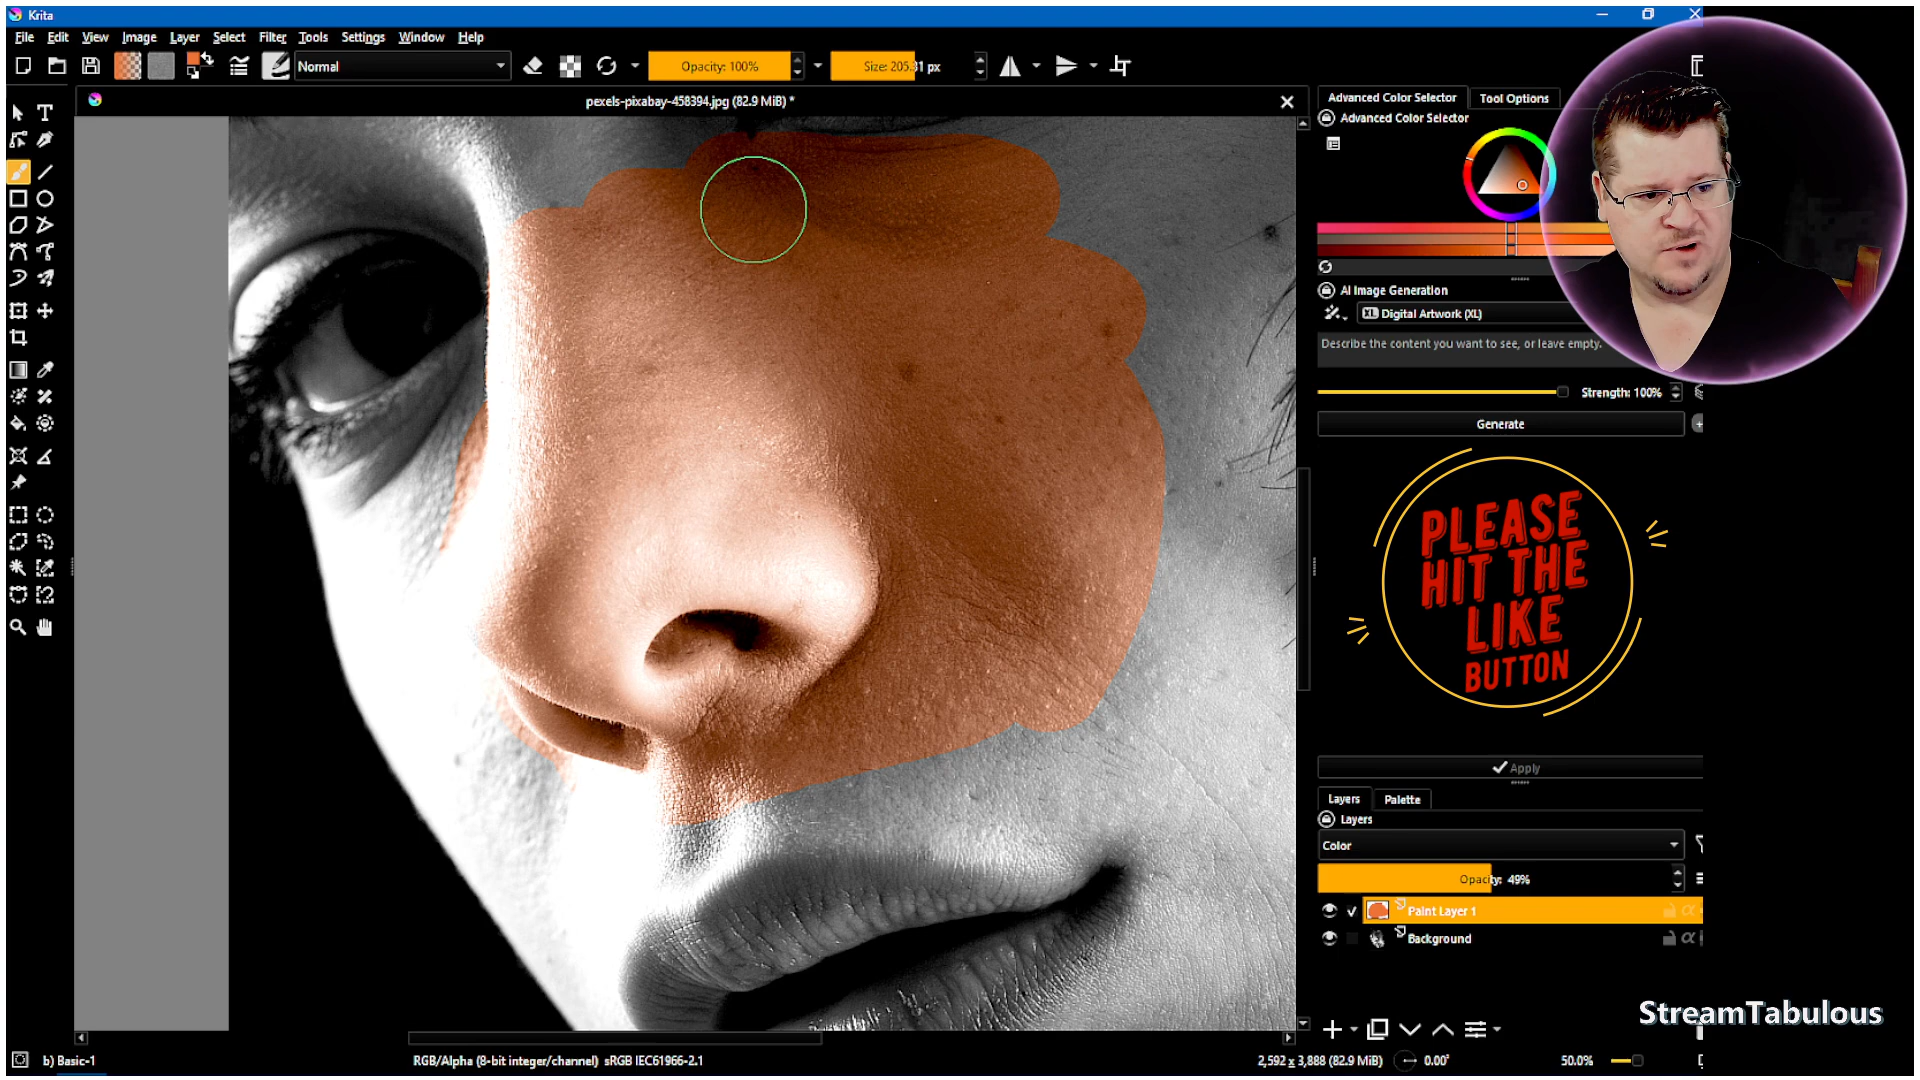 Krita
File Edit View Image Layer Select Filter Tools Settings Window Help
Normal
Opacity: 100%
Size: 205.31 px
pexels-pixabay-458394.jpg (82.9 MiB) *
Advanced Color Selector
Tool Options
Advanced Color Selector
AI Image Generation
XL Digital Artwork (XL)
Describe the content you want to see, or leave empty.
Strength: 100%
Generate
PLEASE
HIT THE
LIKE
BUTTON
Apply
Layers
Palette
Layers
Color
Opacity: 49%
Paint Layer 1
Background
StreamTabulous
b) Basic-1
RGB/Alpha (8-bit integer/channel) sRGB IEC61966-2.1
2,592 x 3,888 (82.9 MiB)
0.00°
50.0%